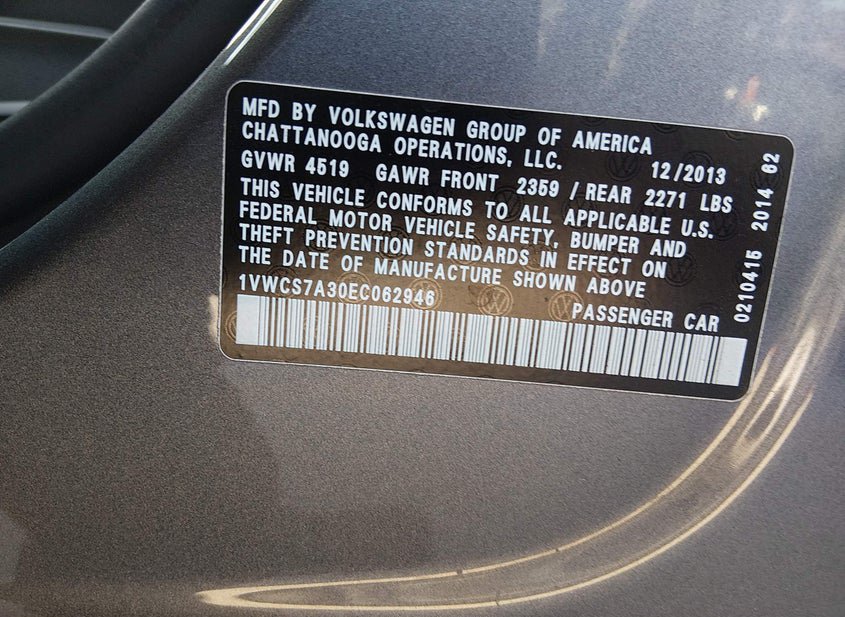 MFD BY VOLKSWAGEN GROUP OF AMERICA
CHATTANOOGA OPERATIONS, LLC. 12/2013
GVWR 4519 GAWR FRONT 2359 / REAR 2271 LBS
THIS VEHICLE CONFORMS TO ALL APPLICABLE U.S.
FEDERAL MOTOR VEHICLE SAFETY, BUMPER AND
THEFT PREVENTION STANDARDS IN EFFECT ON
THE DATE OF MANUFACTURE SHOWN ABOVE
1VWCS7A30EC062946 PASSENGER CAR
0210415 2014 62